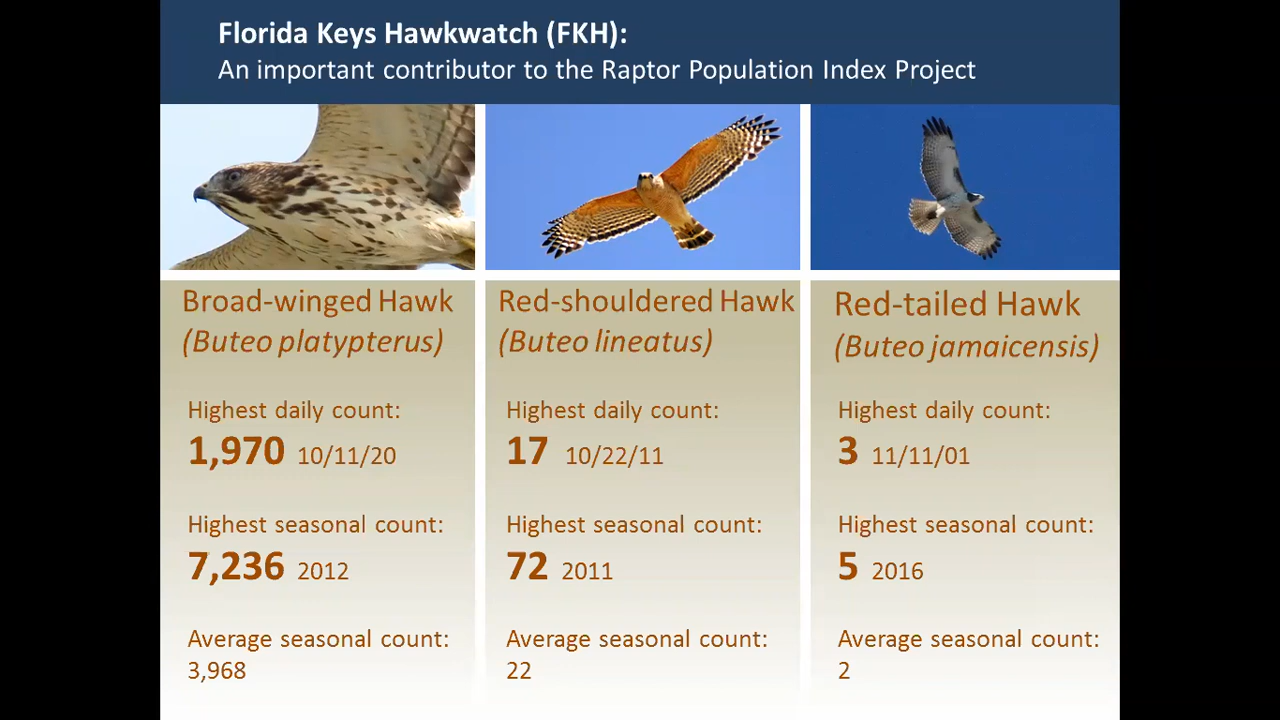 Florida Keys Hawkwatch (FKH):
An important contributor to the Raptor Population Index Project
Broad-winged Hawk
(Buteo platypterus)
Highest daily count:
1,970 10/11/20
Highest seasonal count:
7,236 2012
Average seasonal count:
3,968
Red-shouldered Hawk
(Buteo lineatus)
Highest daily count:
17 10/22/11
Highest seasonal count:
72 2011
Average seasonal count:
22
Red-tailed Hawk
(Buteo jamaicensis)
Highest daily count:
3 11/11/01
Highest seasonal count:
5 2016
Average seasonal count:
2